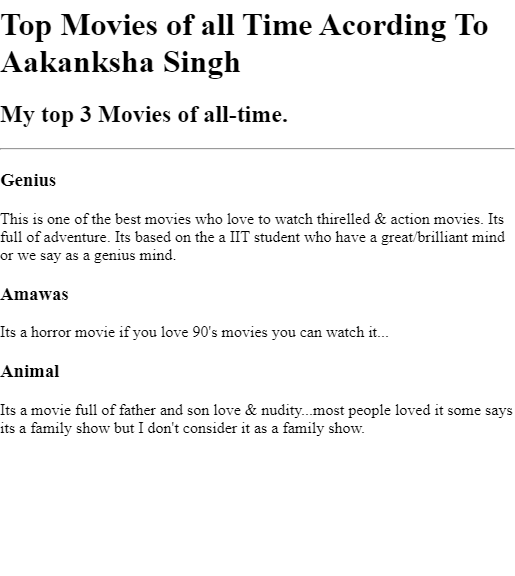 Top Movies of all Time Acording To
Aakanksha Singh
My top 3 Movies of all-time.
Genius
This is one of the best movies who love to watch thirelled & action movies. Its
full of adventure. Its based on the a IIT student who have a great/brilliant mind
or we say as a genius mind.
Amawas
Its a horror movie if you love 90's movies you can watch it...
Animal
Its a movie full of father and son love & nudity...most people loved it some says
its a family show but I don't consider it as a family show.